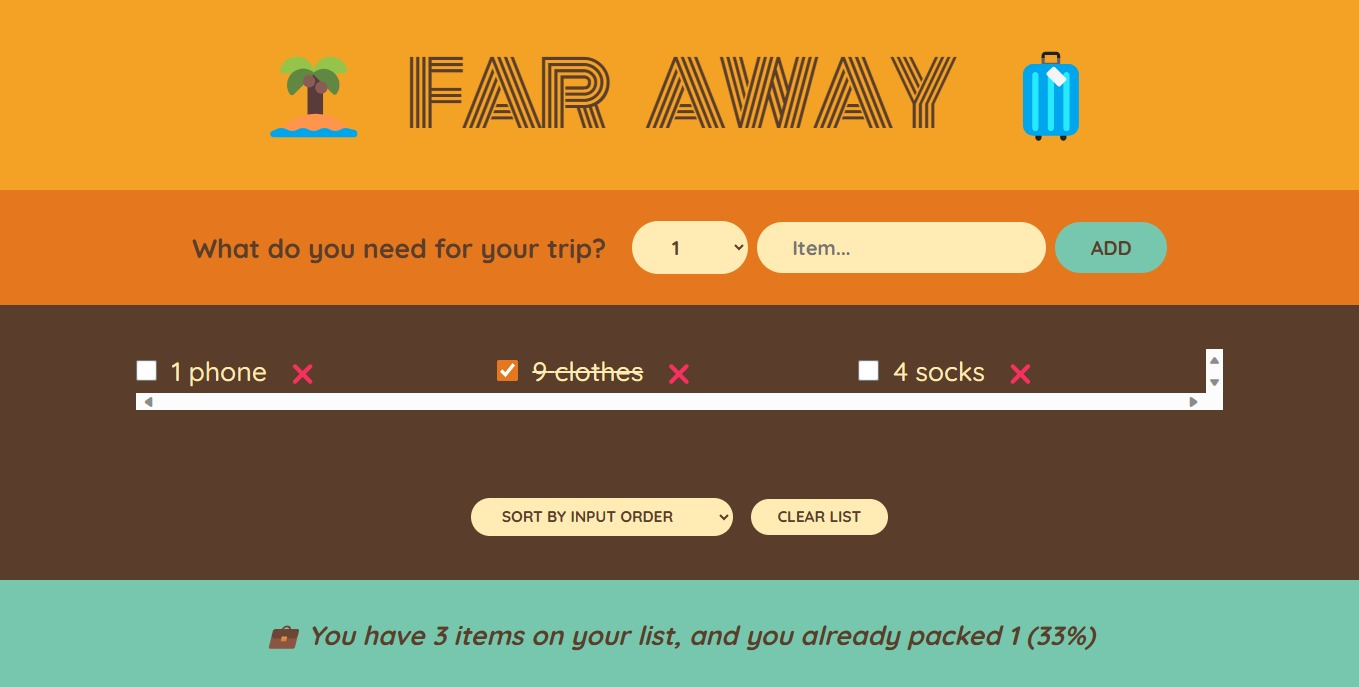 FAR AWAY
What do you need for your trip? 1 Item... ADD
1 phone 9 clothes 4 socks
SORT BY INPUT ORDER CLEAR LIST
You have 3 items on your list, and you already packed 1 (33%)